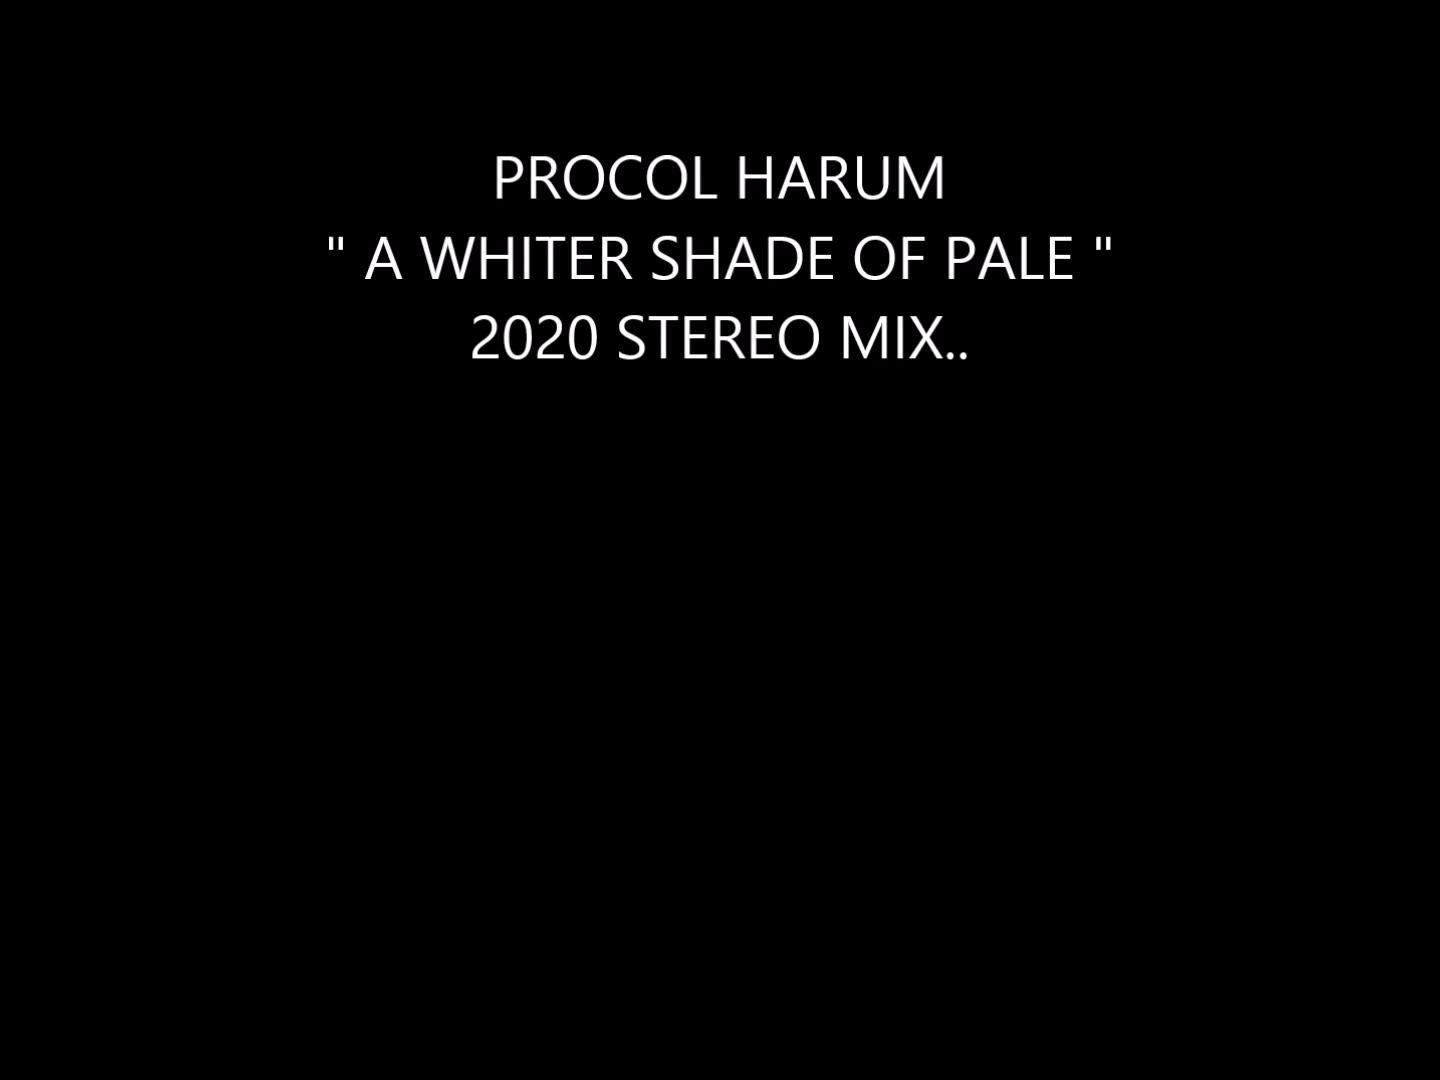 PROCOL HARUM
" A WHITER SHADE OF PALE "
2020 STEREO MIX..